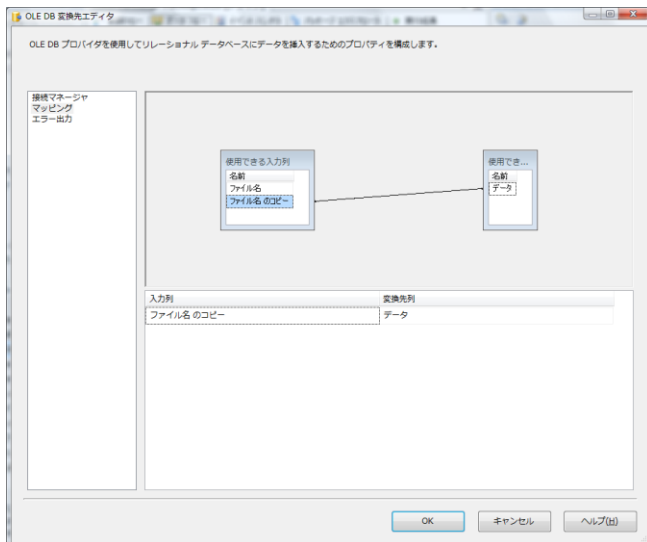 OLE DB 変換先エディタ
OLE DB プロバイダを使用してリレーショナル データベースにデータを挿入するためのプロパティを構成します。
接続マネージャ
マッピング
エラー出力
使用できる入力列
名前
ファイル名
ファイル名 のコピー
使用でき...
名前
データ
入力列 変換先列
ファイル名 のコピー データ
OK キャンセル ヘルプ(H)